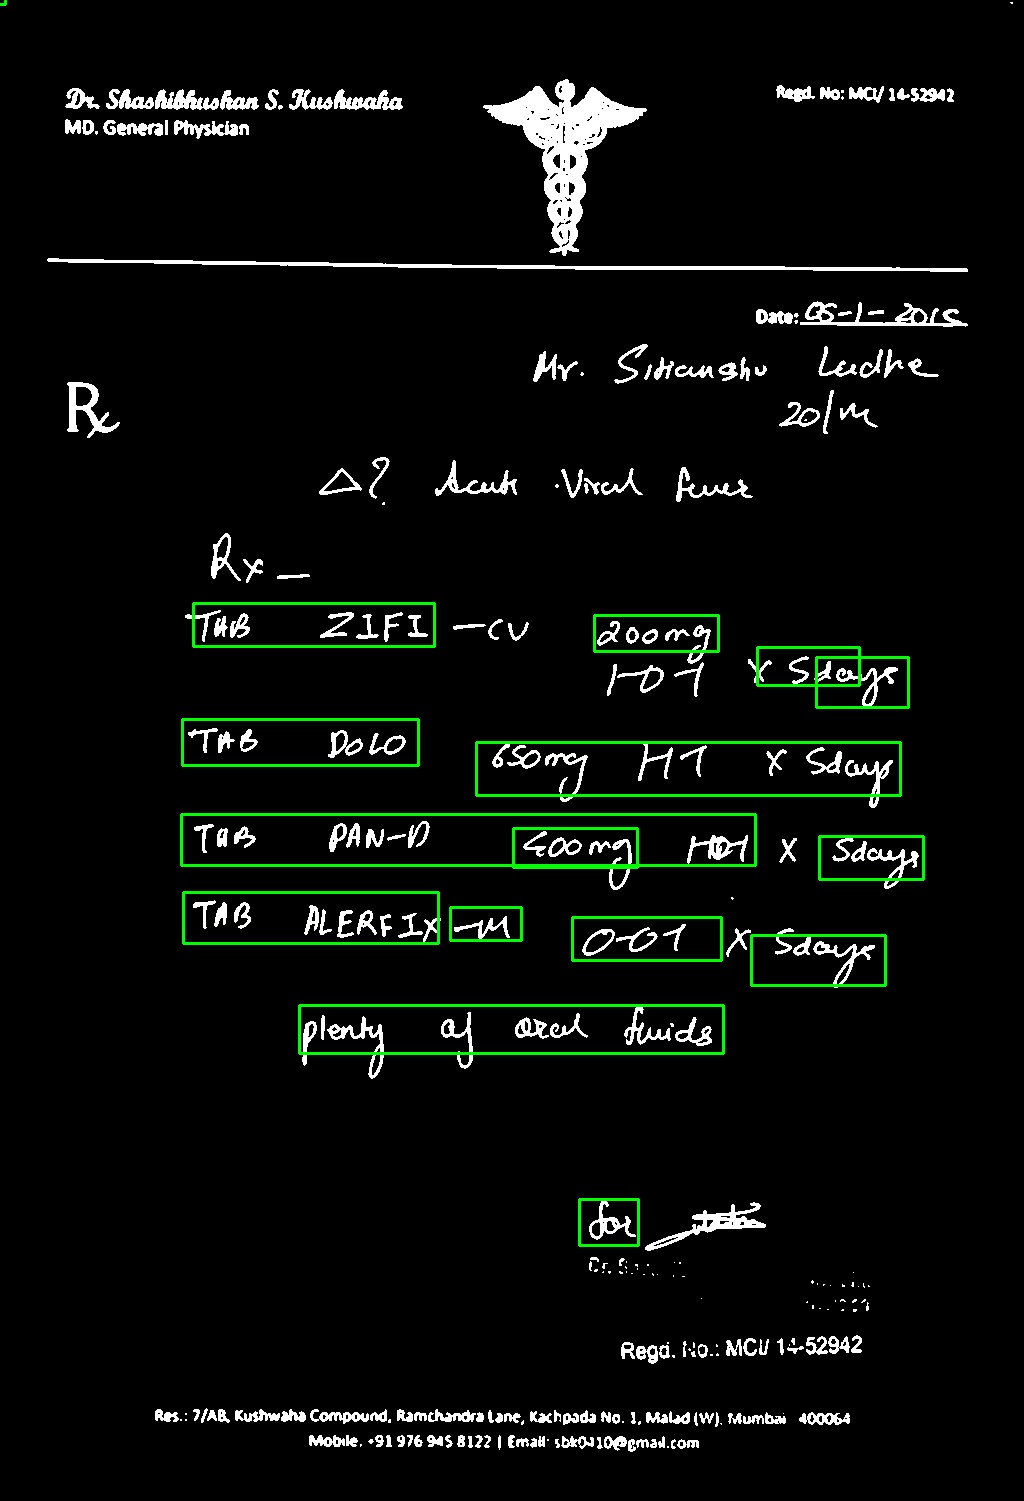 Dr. Shashibhushan S. Kushwaha
MD. General Physician
Regd. No: MCI/ 14-52942
Date: 05-1-2015
Mr. Sitianshu Ladhe
20/M
Rx
Δ? Acute Viral fever
Rx –
TAB ZIFI –CV 200mg
1-0-1 X 5days
TAB DOLO 650mg 1-1-1 X 5days
TAB PAN-D 400mg 1-0-1 X 5days
TAB ALERFIX –M 0-0-1 X 5days
plenty of oral fluids
for
Regd. No.: MCI/ 14-52942
Res.: 7/AB, Kushwaha Compound, Ramchandra Lane, Kachpada No. 1, Malad (W), Mumbai 400064
Mobile. +91 976 945 8122 | Email: sbk0410@gmail.com